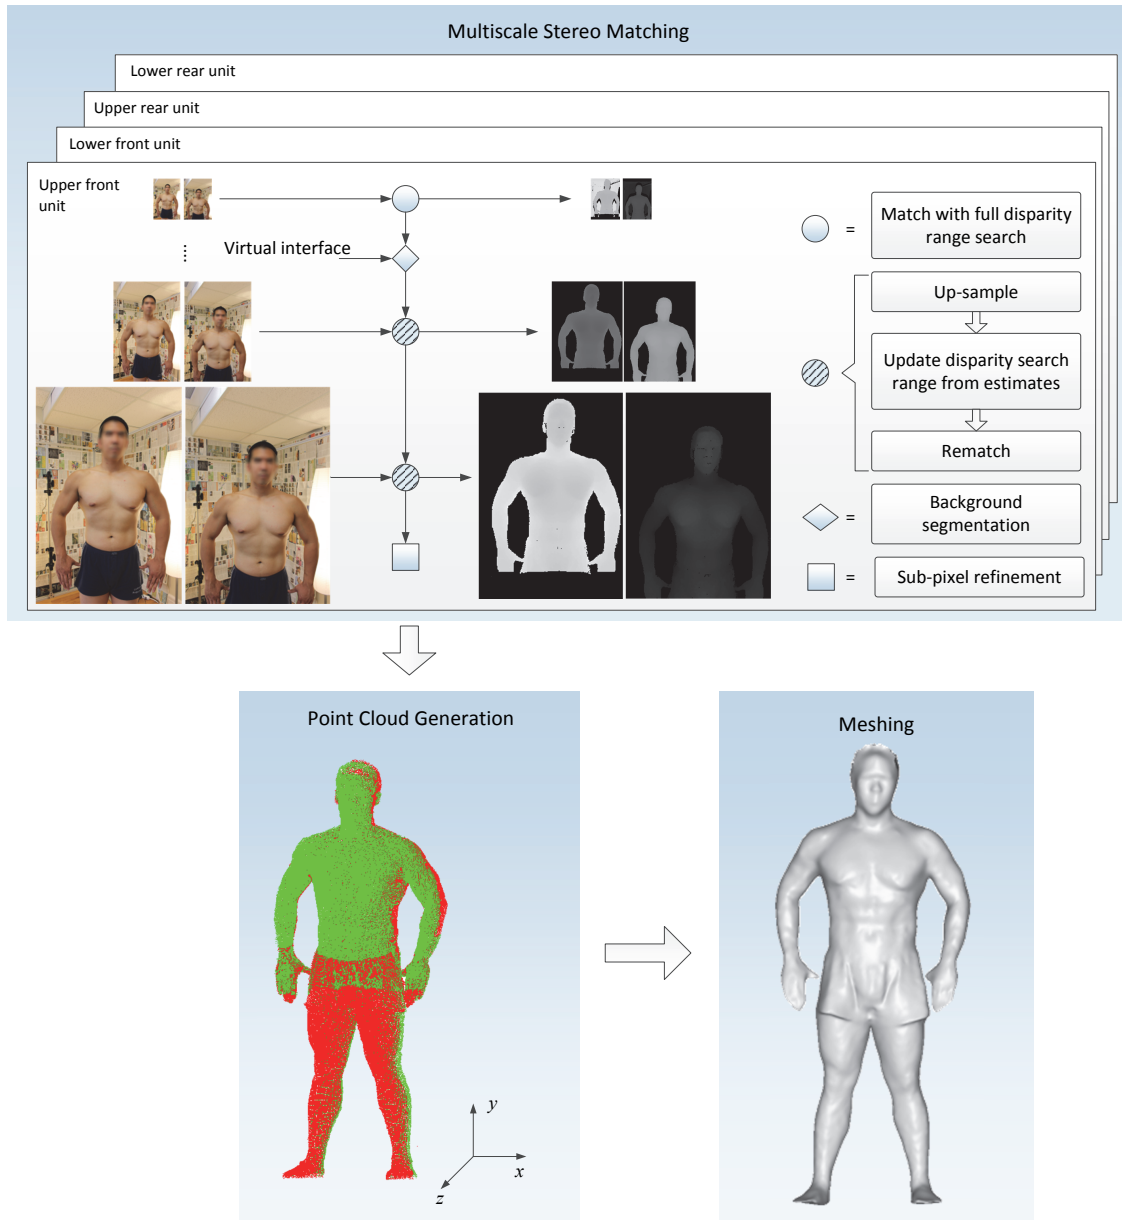 Multiscale Stereo Matching
Lower rear unit
Upper rear unit
Lower front unit
Upper front
unit
Virtual interface
=
Match with full disparity
range search
Up-sample
Update disparity search
range from estimates
Rematch
=
Background
segmentation
=
Sub-pixel refinement
Point Cloud Generation
y
x
z
Meshing